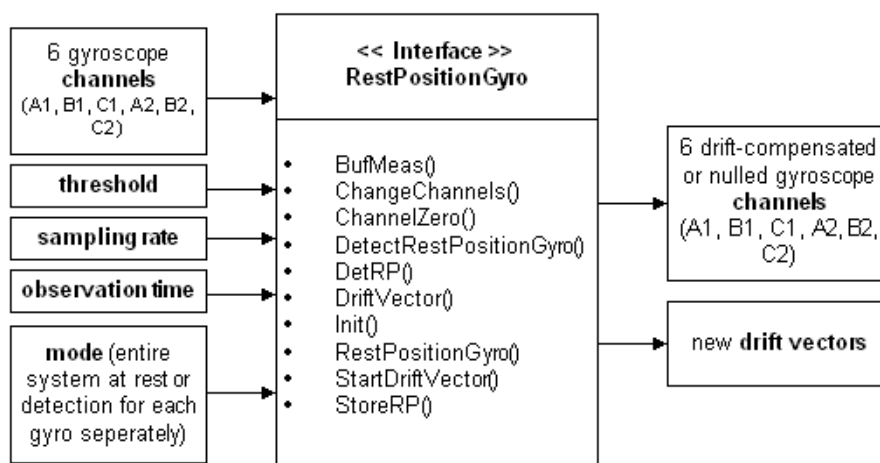 6 gyroscope
channels
(A1, B1, C1, A2, B2,
C2)
threshold
sampling rate
observation time
mode (entire
system at rest or
detection for each
gyro seperately)
<< Interface >>
RestPositionGyro
• BufMeas()
• ChangeChannels()
• ChannelZero()
• DetectRestPositionGyro()
• DetRP()
• DriftVector()
• Init()
• RestPositionGyro()
• StartDriftVector()
• StoreRP()
6 drift-compensated
or nulled gyroscope
channels
(A1, B1, C1, A2, B2,
C2)
new drift vectors